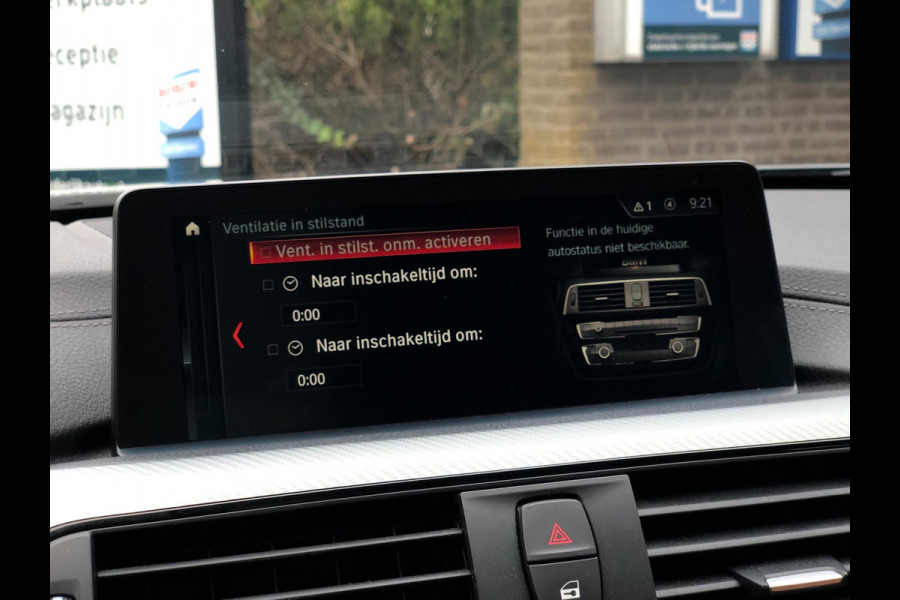 eceptie
agazijn
Ventilatie in stilstand
1 9:21
Vent. in stilst. onm. activeren
Naar inschakeltijd om:
0:00
Naar inschakeltijd om:
0:00
Functie in de huidige
autostatus niet beschikbaar.
BMW